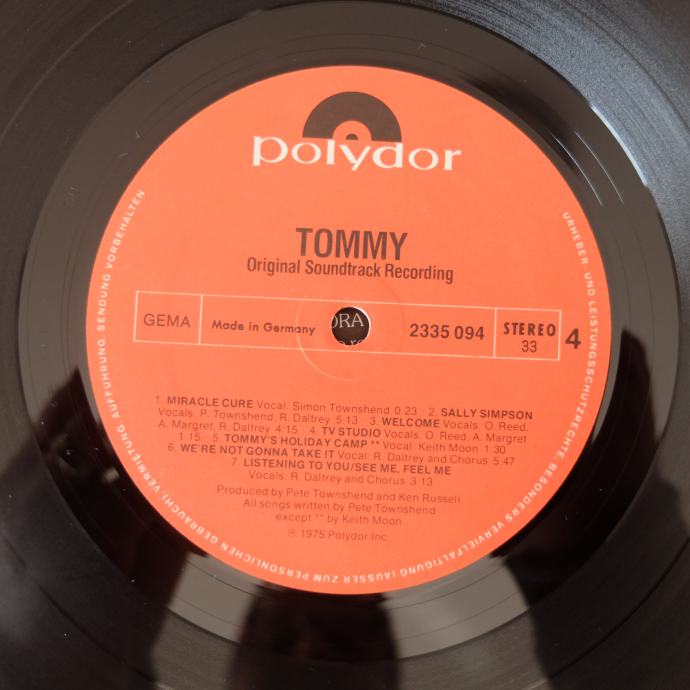 polydor
TOMMY
Original Soundtrack Recording
GEMA
Made in Germany
2335 094
STEREO
33
4
1. MIRACLE CURE Vocal: Simon Townshend 0:23 · 2. SALLY SIMPSON
Vocals: P. Townshend, R. Daltrey 5:13 3. WELCOME Vocals: O. Reed,
A. Margret, R. Daltrey 4:15 4. TV STUDIO Vocals: O. Reed, A. Margret
1:15 5. TOMMY'S HOLIDAY CAMP ** Vocal: Keith Moon 1:30
6. WE'RE NOT GONNA TAKE IT Vocal: R. Daltrey and Chorus 5:47
7. LISTENING TO YOU/SEE ME, FEEL ME
Vocals: R. Daltrey and Chorus 3:13
Produced by Pete Townshend and Ken Russell.
All songs written by Pete Townshend
except ** by Keith Moon
℗ 1975 Polydor Inc.
URHEBER- UND LEISTUNGSSCHUTZRECHTE, BESONDERS VERVIELFÄLTIGUNG (AUSSER ZUM PERSÖNLICHEN GEBRAUCH), VERMIETUNG, AUFFÜHRUNG, SENDUNG VORBEHALTEN